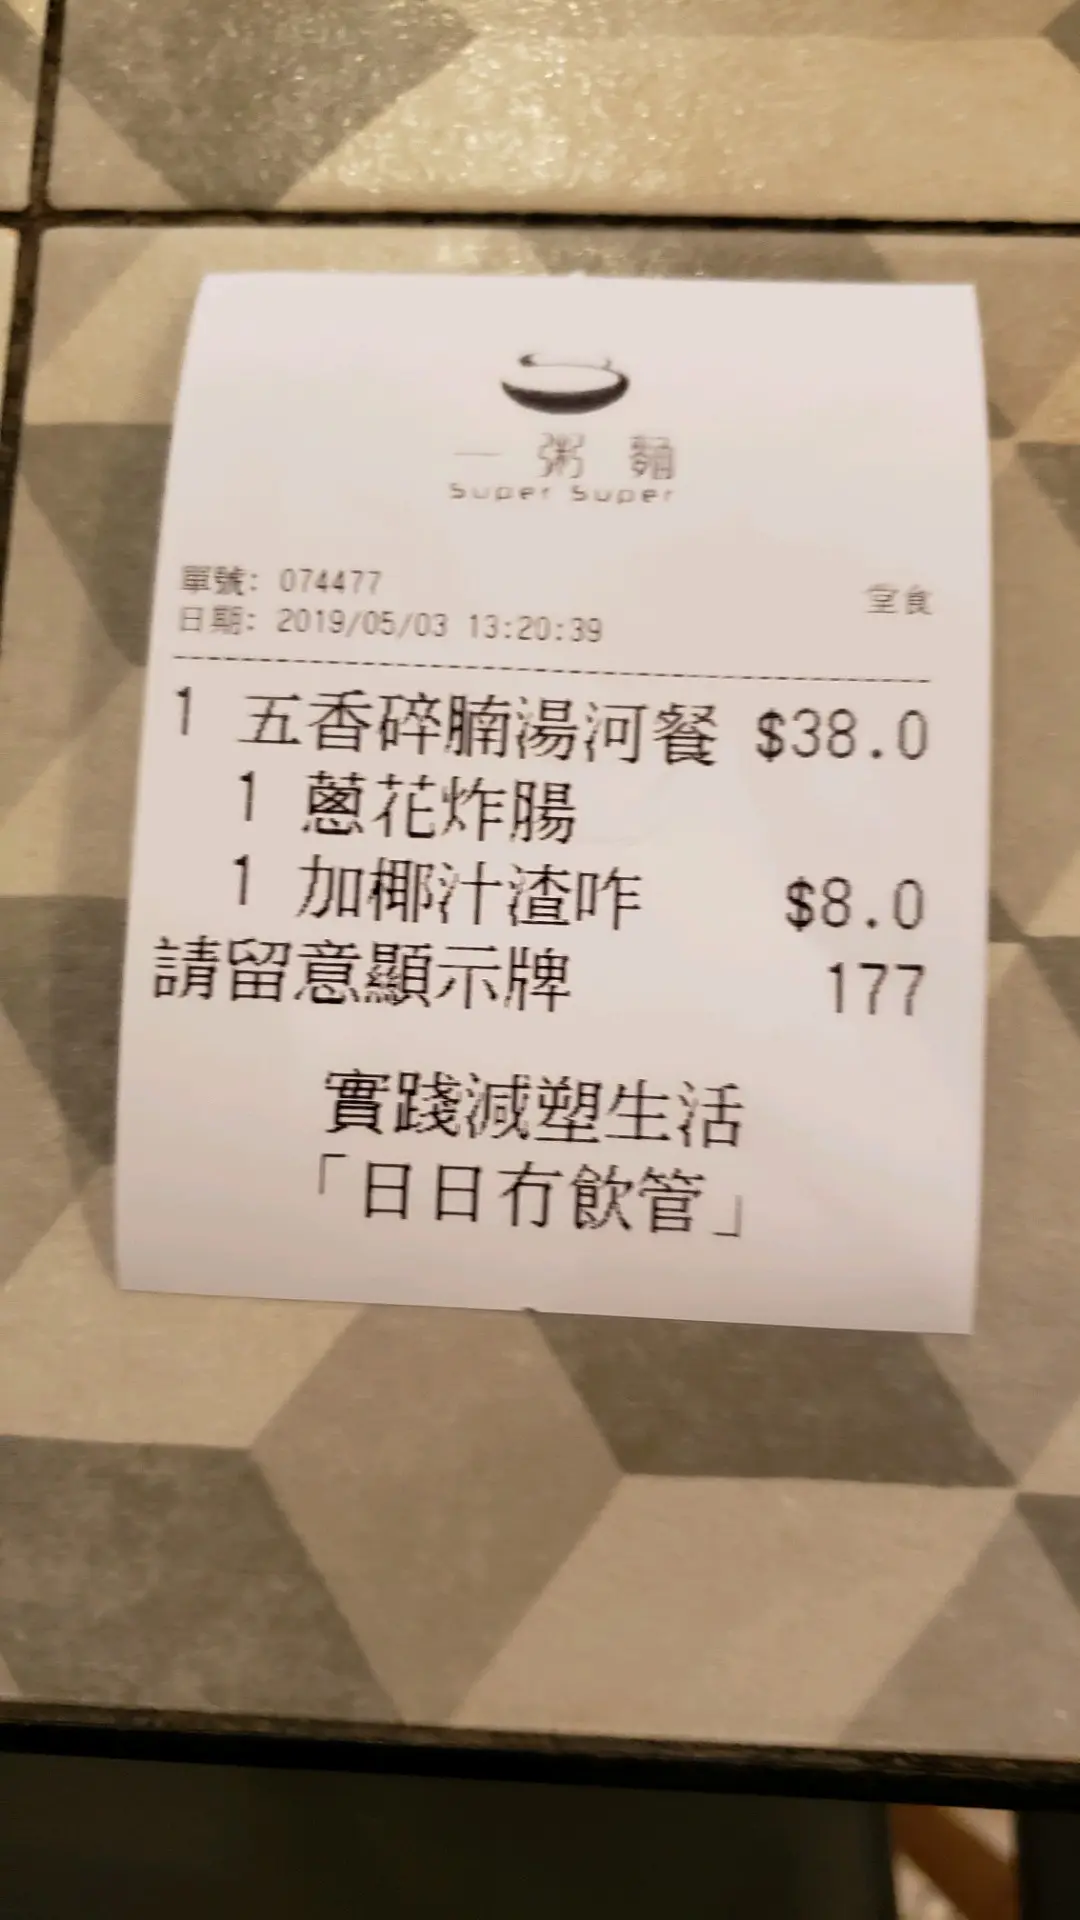 一粥麵
Super Super
單號: 074477
堂食
日期: 2019/05/03 13:20:39
1 五香碎腩湯河餐 $38.0
1 蔥花炸腸
1 加椰汁渣咋 $8.0
請留意顯示牌 177
實踐減塑生活
「日日冇飲管」